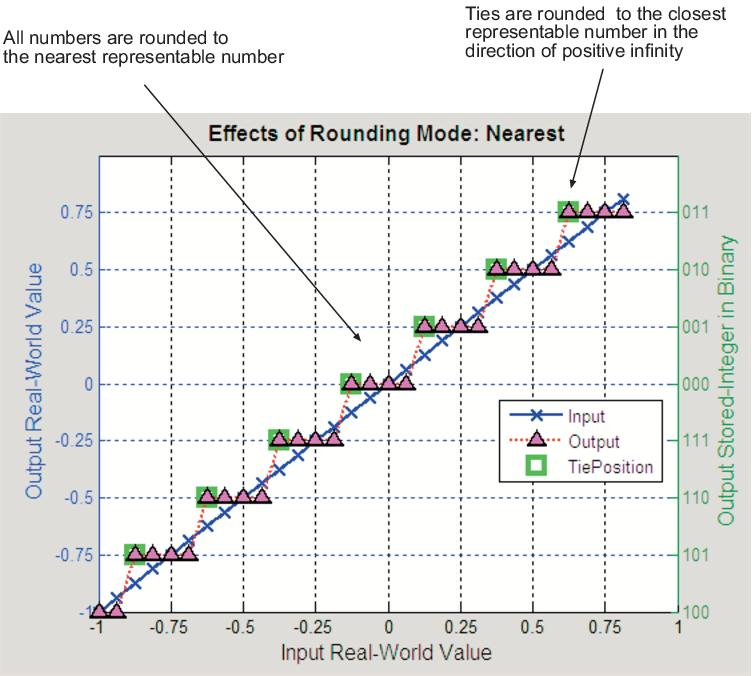 All numbers are rounded to
the nearest representable number
Ties are rounded to the closest
representable number in the
direction of positive infinity
Effects of Rounding Mode: Nearest
Output Real-World Value
0.75
0.5
0.25
0
-0.25
-0.5
-0.75
-1
011
010
001
000
111
110
101
100
Output Stored-Integer in Binary
Input
Output
TiePosition
-1 -0.75 -0.5 -0.25 0 0.25 0.5 0.75 1
Input Real-World Value